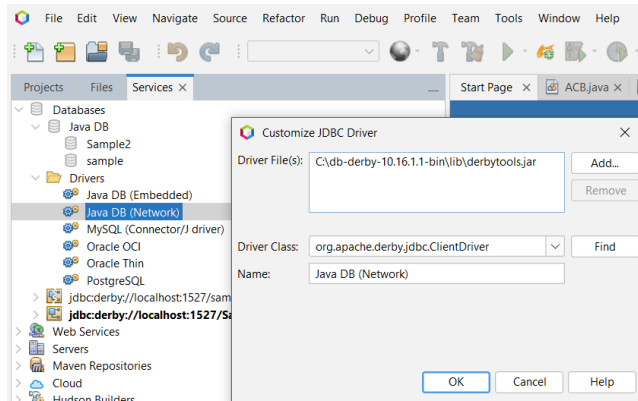 File Edit View Navigate Source Refactor Run Debug Profile Team Tools Window Help
Projects Files Services × Start Page × ACB.java ×
Databases
Java DB
Sample2
sample
Drivers
Java DB (Embedded)
Java DB (Network)
MySQL (Connector/J driver)
Oracle OCI
Oracle Thin
PostgreSQL
jdbc:derby://localhost:1527/sam
jdbc:derby://localhost:1527/Sa
Web Services
Servers
Maven Repositories
Cloud
Hudson Builders
Customize JDBC Driver
Driver File(s): C:\db-derby-10.16.1.1-bin\lib\derbytools.jar Add...
Remove
Driver Class: org.apache.derby.jdbc.ClientDriver Find
Name: Java DB (Network)
OK Cancel Help